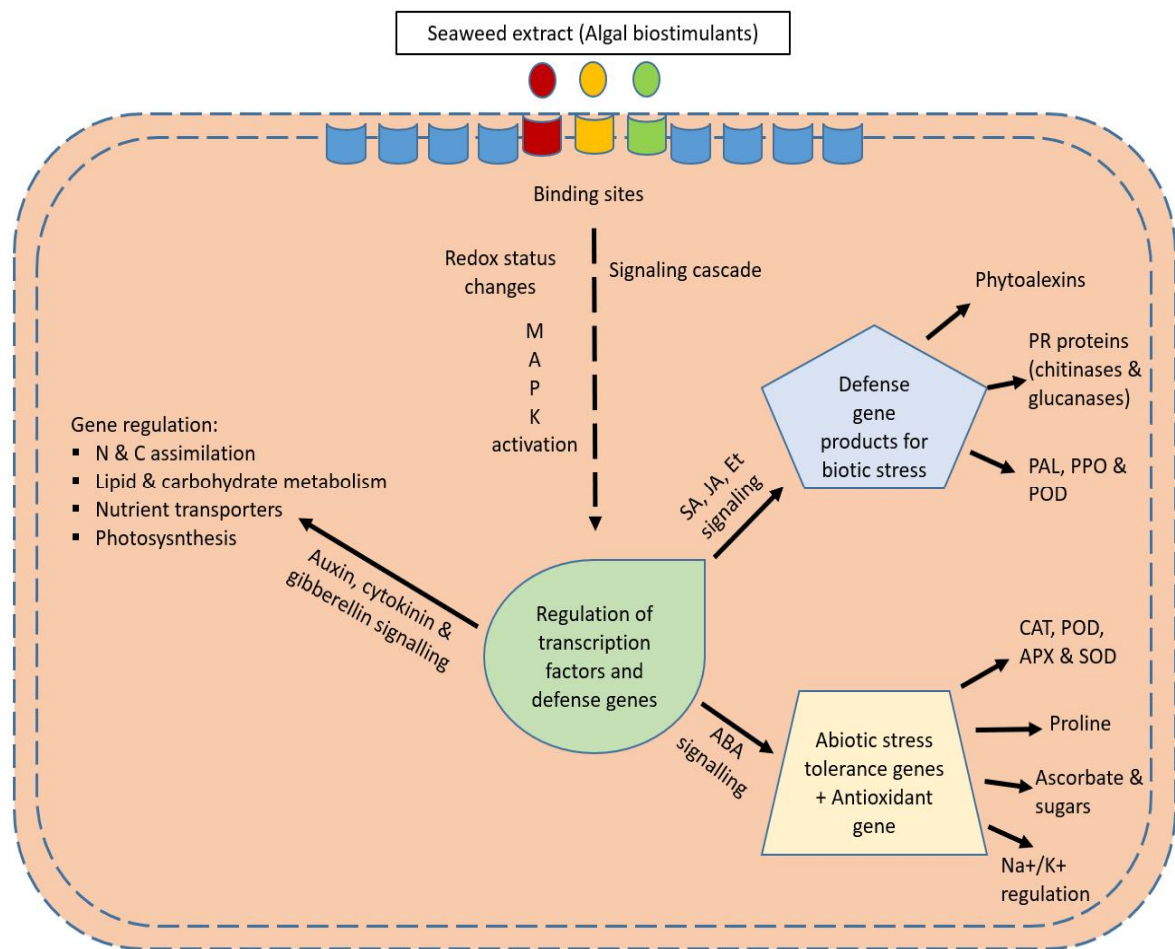 Seaweed extract (Algal biostimulants)
Binding sites
Redox status
changes
Signaling cascade
M
A
P
K
activation
Gene regulation:
▪ N & C assimilation
▪ Lipid & carbohydrate metabolism
▪ Nutrient transporters
▪ Photosysnthesis
Auxin, cytokinin &
gibberellin signalling
Regulation of
transcription
factors and
defense genes
SA, JA, Et
signaling
Defense
gene
products for
biotic stress
Phytoalexins
PR proteins
(chitinases &
glucanases)
PAL, PPO &
POD
ABA
signalling
Abiotic stress
tolerance genes
+ Antioxidant
gene
CAT, POD,
APX & SOD
Proline
Ascorbate &
sugars
Na+/K+
regulation